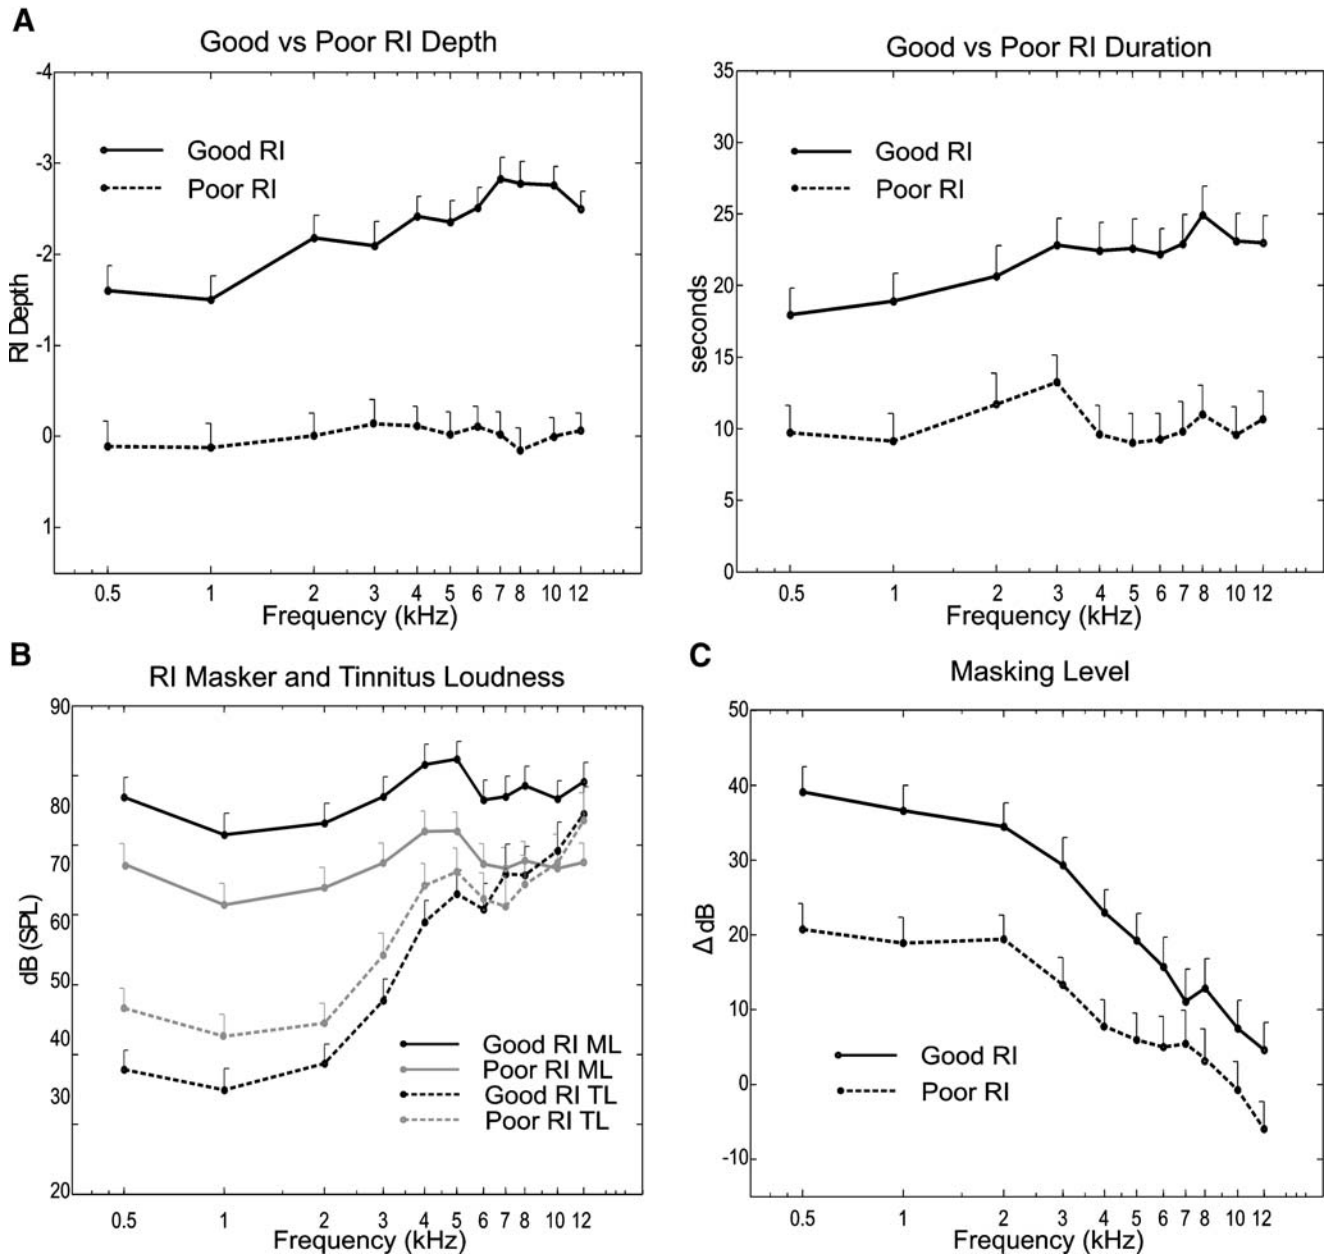 A
Good vs Poor RI Depth
-4
-3
-2
-1
0
1
RI Depth
Good RI
Poor RI
0.5 1 2 3 4 5 6 7 8 10 12
Frequency (kHz)
Good vs Poor RI Duration
35
30
25
20
15
10
5
0
seconds
Good RI
Poor RI
0.5 1 2 3 4 5 6 7 8 10 12
Frequency (kHz)
B
RI Masker and Tinnitus Loudness
90
80
70
60
50
40
30
20
dB (SPL)
Good RI ML
Poor RI ML
Good RI TL
Poor RI TL
0.5 1 2 3 4 5 6 7 8 10 12
Frequency (kHz)
C
Masking Level
50
40
30
20
10
0
-10
Δ dB
Good RI
Poor RI
0.5 1 2 3 4 5 6 7 8 10 12
Frequency (kHz)